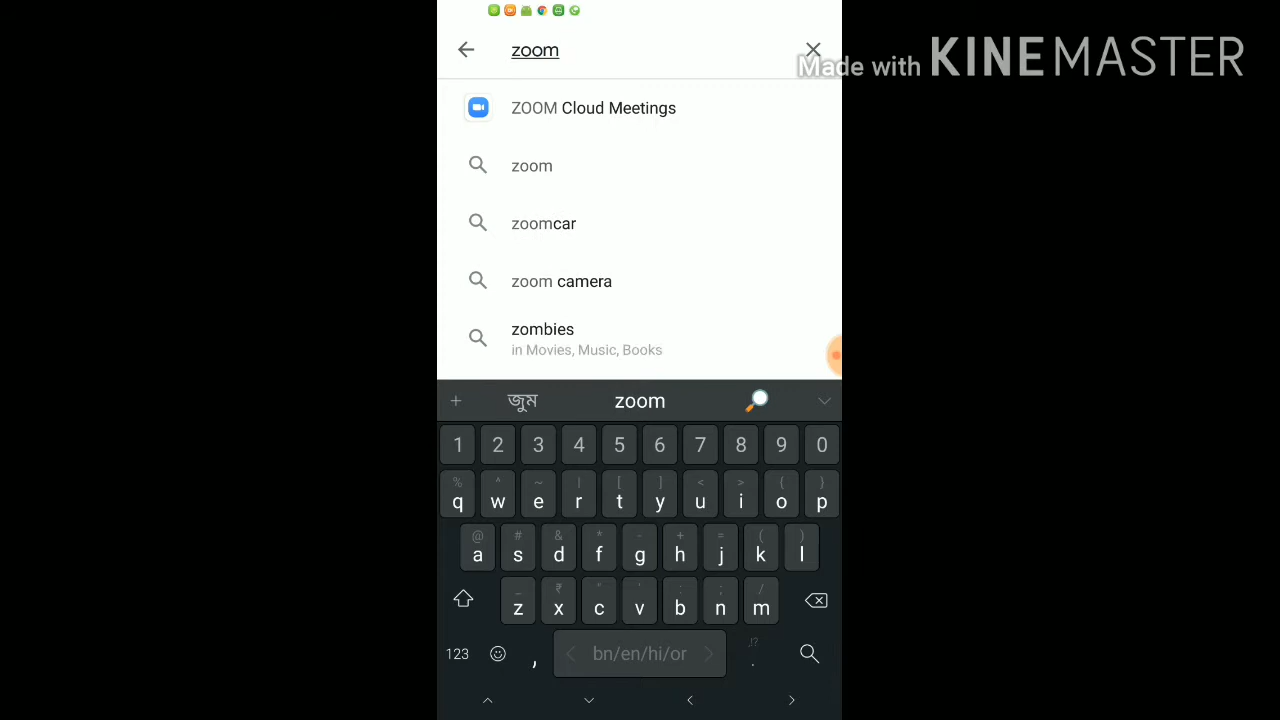 zoom
Made with KINEMASTER
ZOOM Cloud Meetings
zoom
zoomcar
zoom camera
zombies
in Movies, Music, Books
+ জুম zoom
1 2 3 4 5 6 7 8 9 0
% ^ ~ | [ ] < > { }
q w e r t y u i o p
@ # & * - + = ( )
a s d f g h j k l
_ ₹ " ' : ; /
z x c v b n m
123 , bn/en/hi/or .
,!?